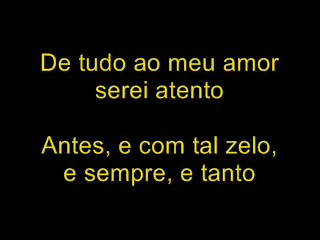 De tudo ao meu amor
serei atento
Antes, e com tal zelo,
e sempre, e tanto